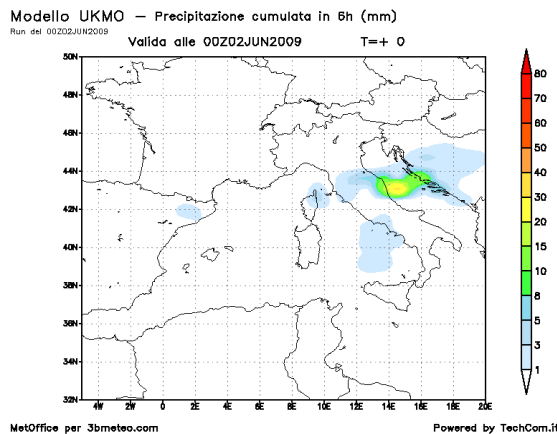 Modello UKMO — Precipitazione cumulata in 6h (mm)
Run del 00Z02JUN2009
Valida alle 00Z02JUN2009 T=+ 0
50N
48N
46N
44N
42N
40N
38N
36N
34N
32N
4W 2W 0 2E 4E 6E 8E 10E 12E 14E 16E 18E 20E
80
70
60
50
40
30
20
15
10
8
5
3
1
MetOffice per 3bmeteo.com Powered by TechCom.it